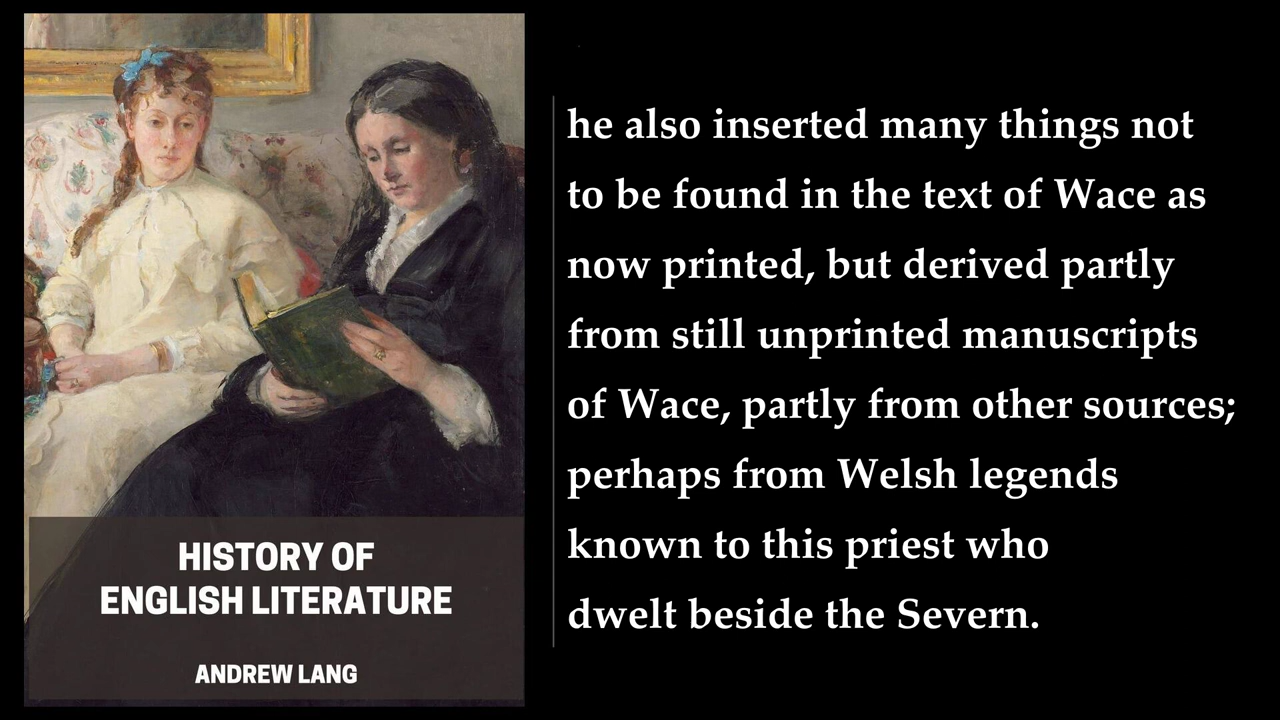 HISTORY OF
ENGLISH LITERATURE
ANDREW LANG
he also inserted many things not
to be found in the text of Wace as
now printed, but derived partly
from still unprinted manuscripts
of Wace, partly from other sources;
perhaps from Welsh legends
known to this priest who
dwelt beside the Severn.